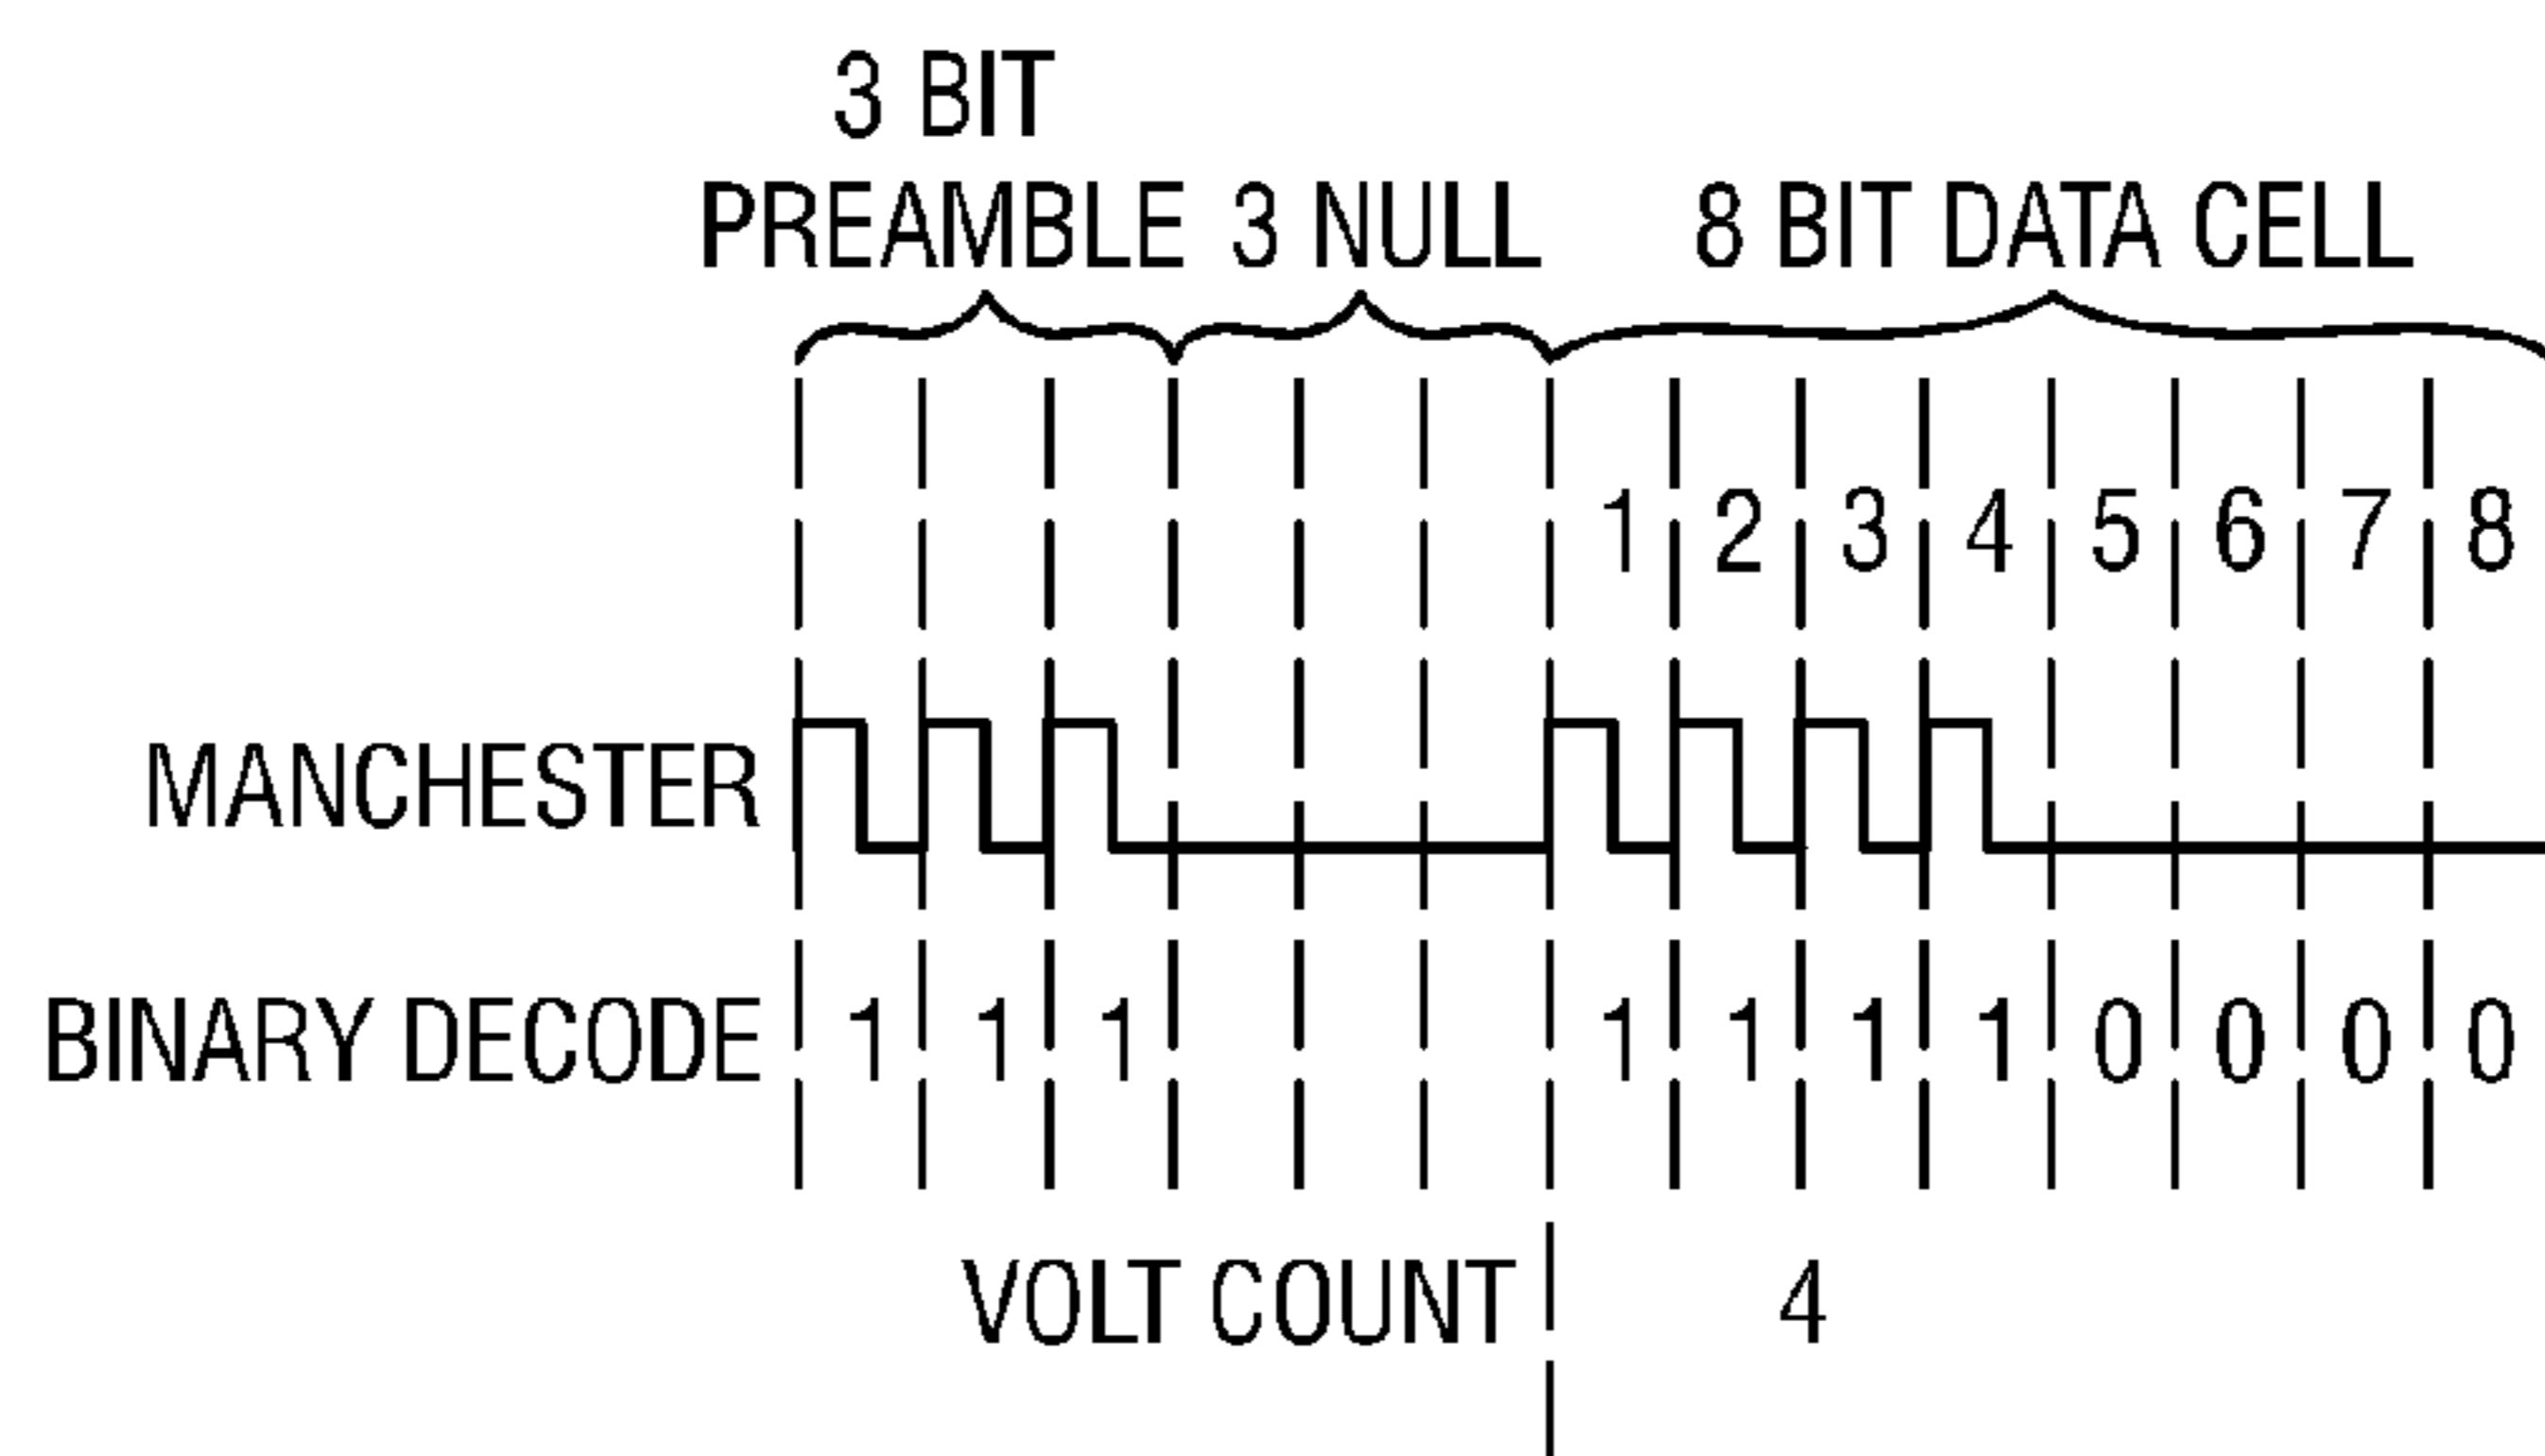 3 BIT
PREAMBLE 3 NULL 8 BIT DATA CELL
1 2 3 4 5 6 7 8
MANCHESTER
BINARY DECODE 1 1 1 1 1 1 1 0 0 0 0
VOLT COUNT 4